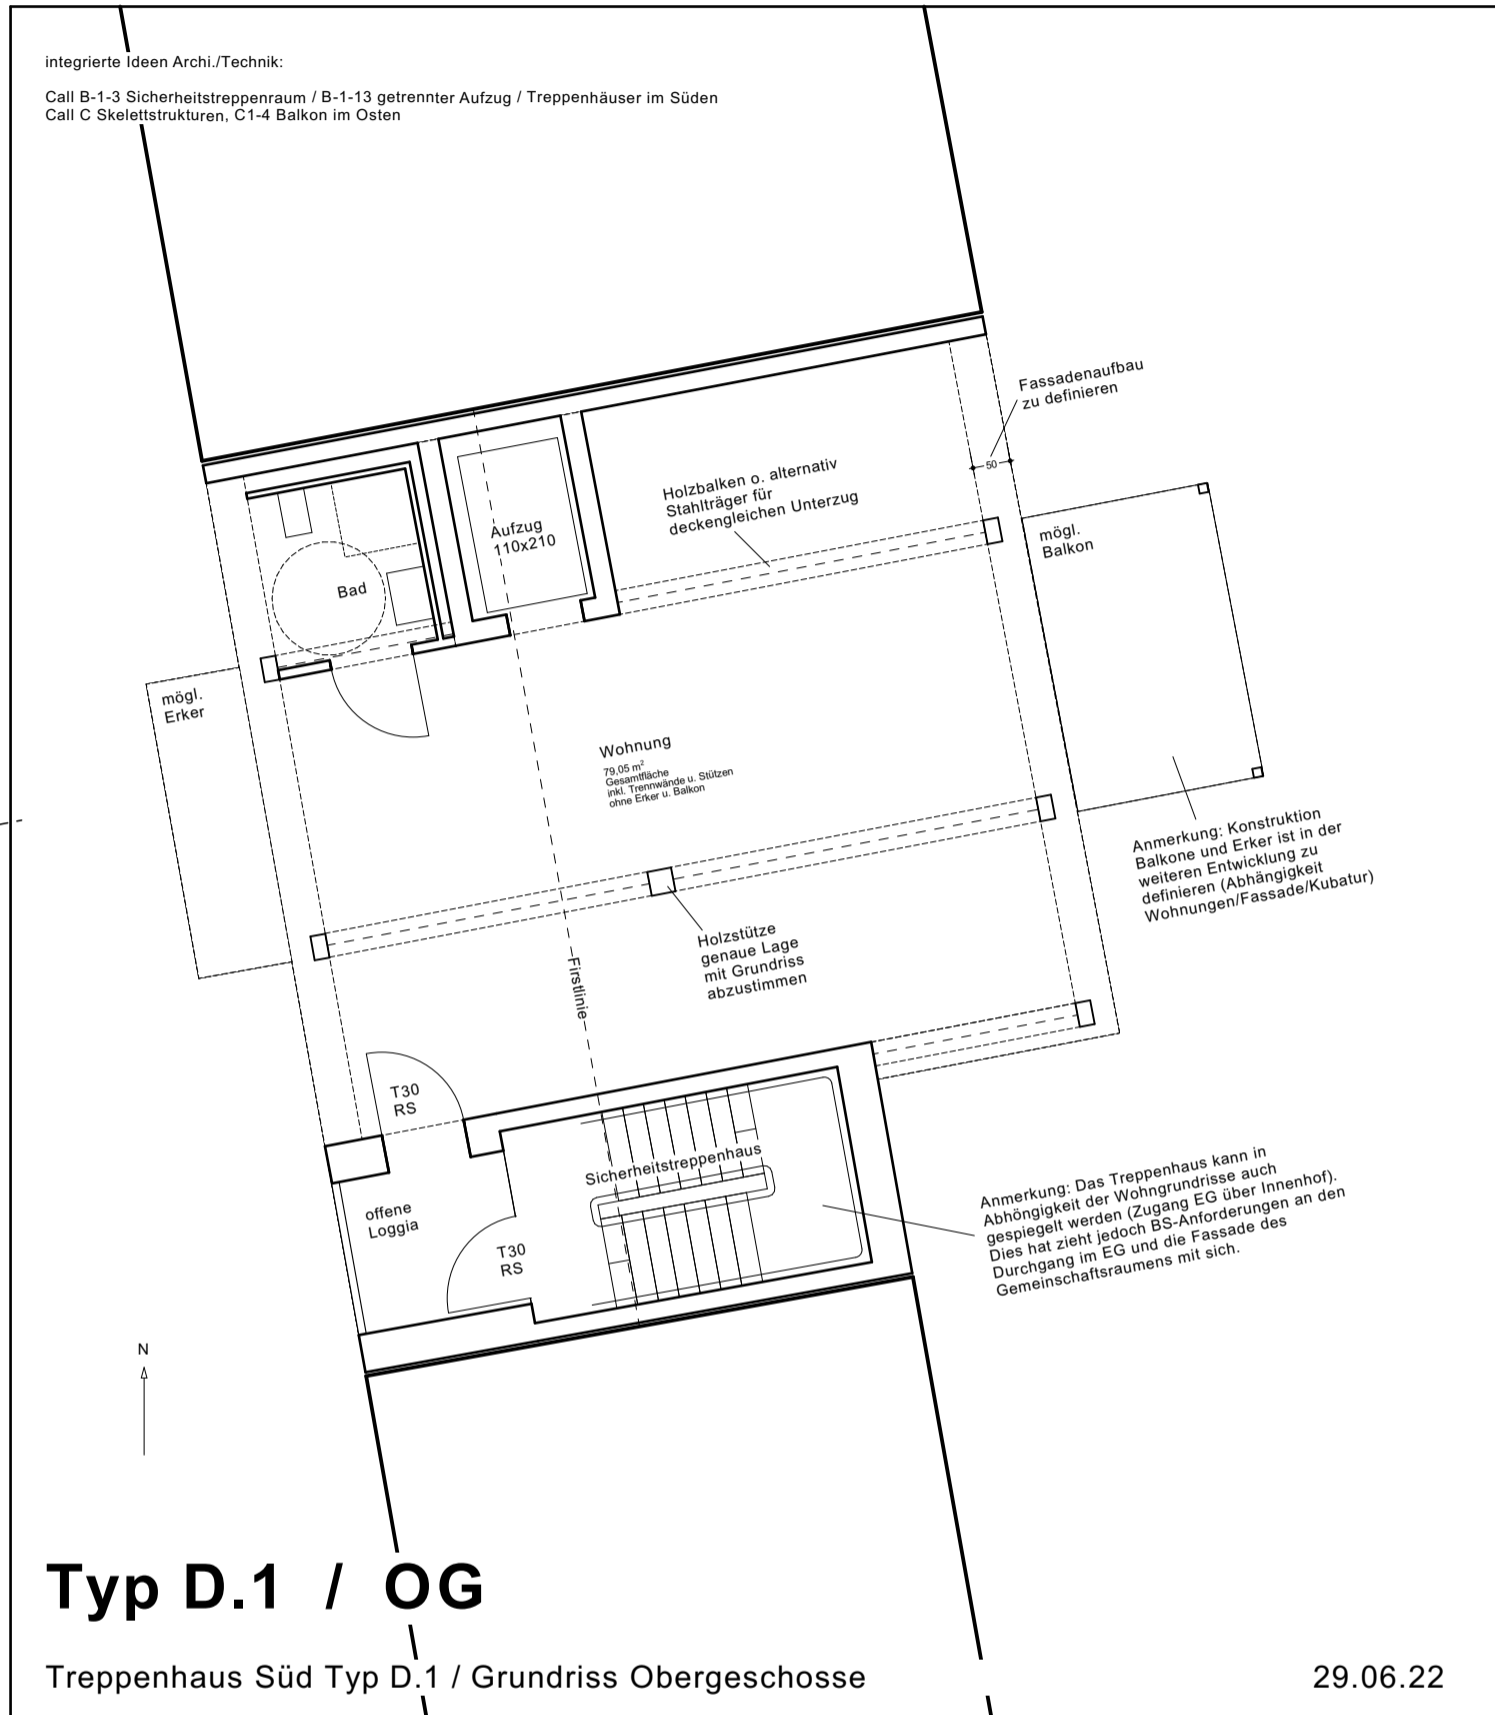 integrierte Ideen Archi./Technik:
Call B-1-3 Sicherheitstreppenraum / B-1-13 getrennter Aufzug / Treppenhäuser im Süden
Call C Skelettstrukturen, C1-4 Balkon im Osten
Fassadenaufbau
zu definieren
50
Holzbalken o. alternativ
Stahlträger für
deckengleichen Unterzug
Aufzug
110x210
mögl.
Balkon
Bad
mögl.
Erker
Wohnung
79,05 m²
Gesamtfläche
inkl. Trennwände u. Stützen
ohne Erker u. Balkon
Anmerkung: Konstruktion
Balkone und Erker ist in der
weiteren Entwicklung zu
definieren (Abhängigkeit
Wohnungen/Fassade/Kubatur)
Holzstütze
genaue Lage
mit Grundriss
abzustimmen
Firstlinie
T30
RS
Sicherheitstreppenhaus
offene
Loggia
T30
RS
Anmerkung: Das Treppenhaus kann in
Abhöngigkeit der Wohngrundrisse auch
gespiegelt werden (Zugang EG über Innenhof).
Dies hat zieht jedoch BS-Anforderungen an den
Durchgang im EG und die Fassade des
Gemeinschaftsraumens mit sich.
N
Typ D.1 / OG
Treppenhaus Süd Typ D.1 / Grundriss Obergeschosse
29.06.22